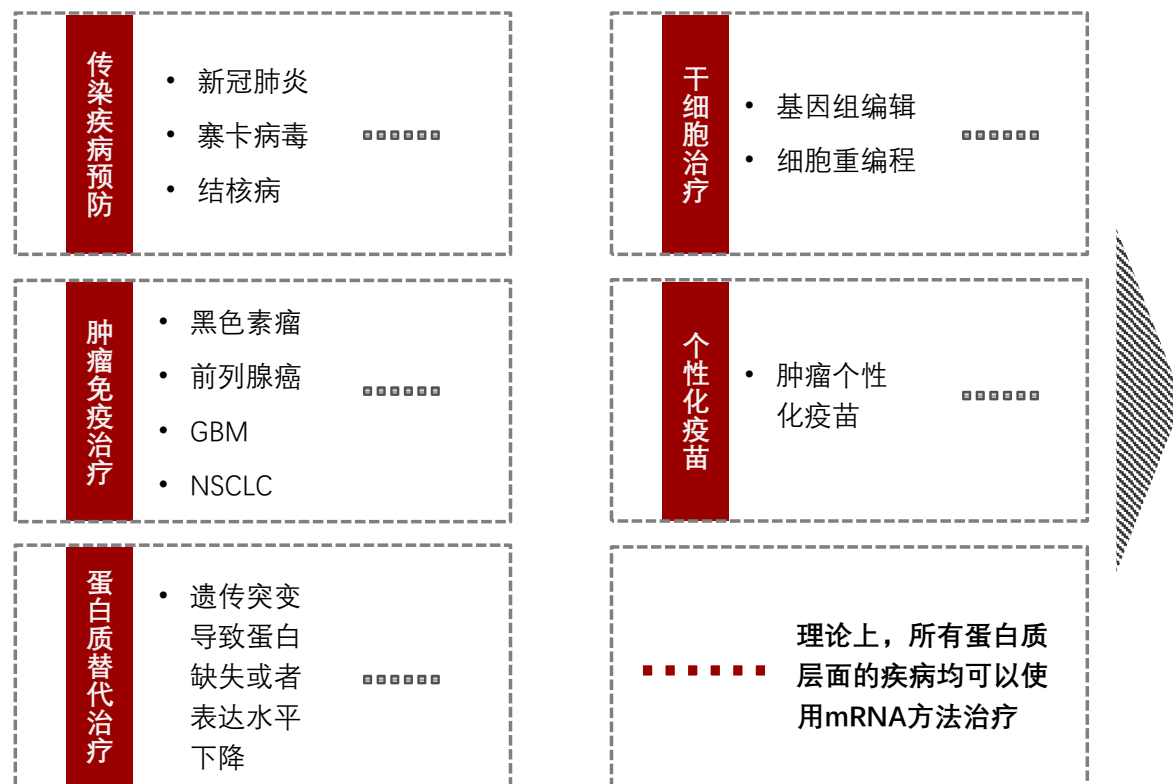 传染疾病预防
• 新冠肺炎
• 寨卡病毒
• 结核病
肿瘤免疫治疗
• 黑色素瘤
• 前列腺癌
• GBM
• NSCLC
蛋白质替代治疗
• 遗传突变
导致蛋白
缺失或者
表达水平
下降
干细胞治疗
• 基因组编辑
• 细胞重编程
个性化疫苗
• 肿瘤个性
化疫苗
理论上，所有蛋白质
层面的疾病均可以使
用mRNA方法治疗